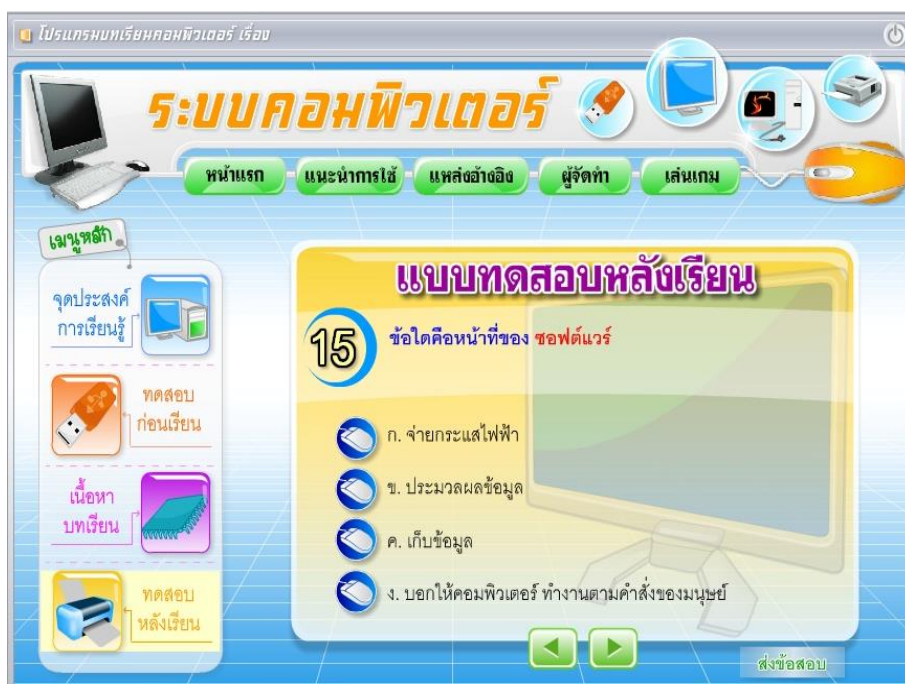 โปรแกรมบทเรียนคอมพิวเตอร์ เรื่อง
ระบบคอมพิวเตอร์
หน้าแรก แนะนำการใช้ แหล่งอ้างอิง ผู้จัดทำ เล่นเกม
เมนูหลัก
จุดประสงค์
การเรียนรู้
ทดสอบ
ก่อนเรียน
เนื้อหา
บทเรียน
ทดสอบ
หลังเรียน
แบบทดสอบหลังเรียน
15 ข้อใดคือหน้าที่ของ ซอฟต์แวร์
ก. จ่ายกระแสไฟฟ้า
ข. ประมวลผลข้อมูล
ค. เก็บข้อมูล
ง. บอกให้คอมพิวเตอร์ ทำงานตามคำสั่งของมนุษย์
ส่งข้อสอบ